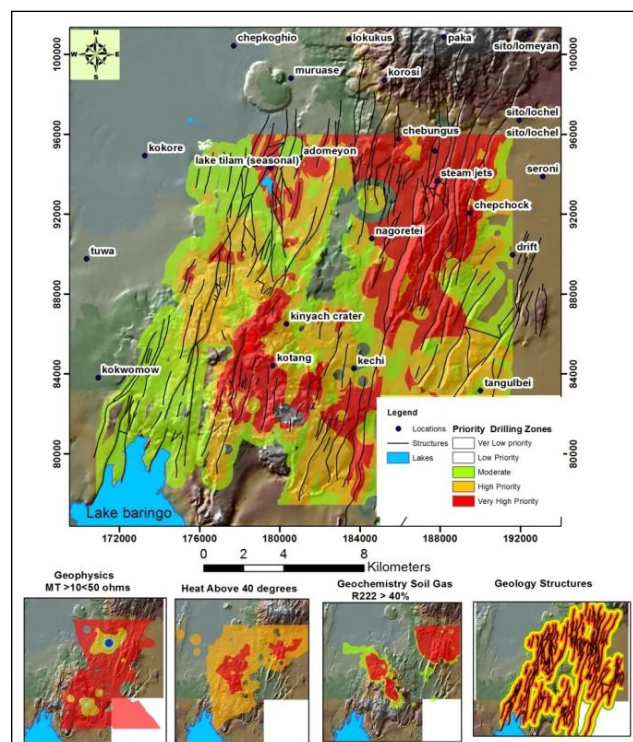 N
W E
S
chepkoghio
lokukus
paka
sito/lomeyan
muruase
korosi
sito/lochel
chebungus
sito/lochel
kokore
adomeyon
lake tilam (seasonal)
steam jets
seroni
chepchock
nagoretei
tuwa
drift
kinyach crater
kotang
kechi
kokwomow
tangulbei
Lake baringo
100000
96000
92000
88000
84000
80000
100000
96000
92000
88000
84000
80000
172000 176000 180000 184000 188000 192000
0 2 4 8
Kilometers
Legend
Locations
Structures
Lakes
Priority Drilling Zones
Ver Low priority
Low Priority
Moderate
High Priority
Very High Priority
Geophysics
MT >10<50 ohms
Heat Above 40 degrees
Geochemistry Soil Gas
R222 > 40%
Geology Structures